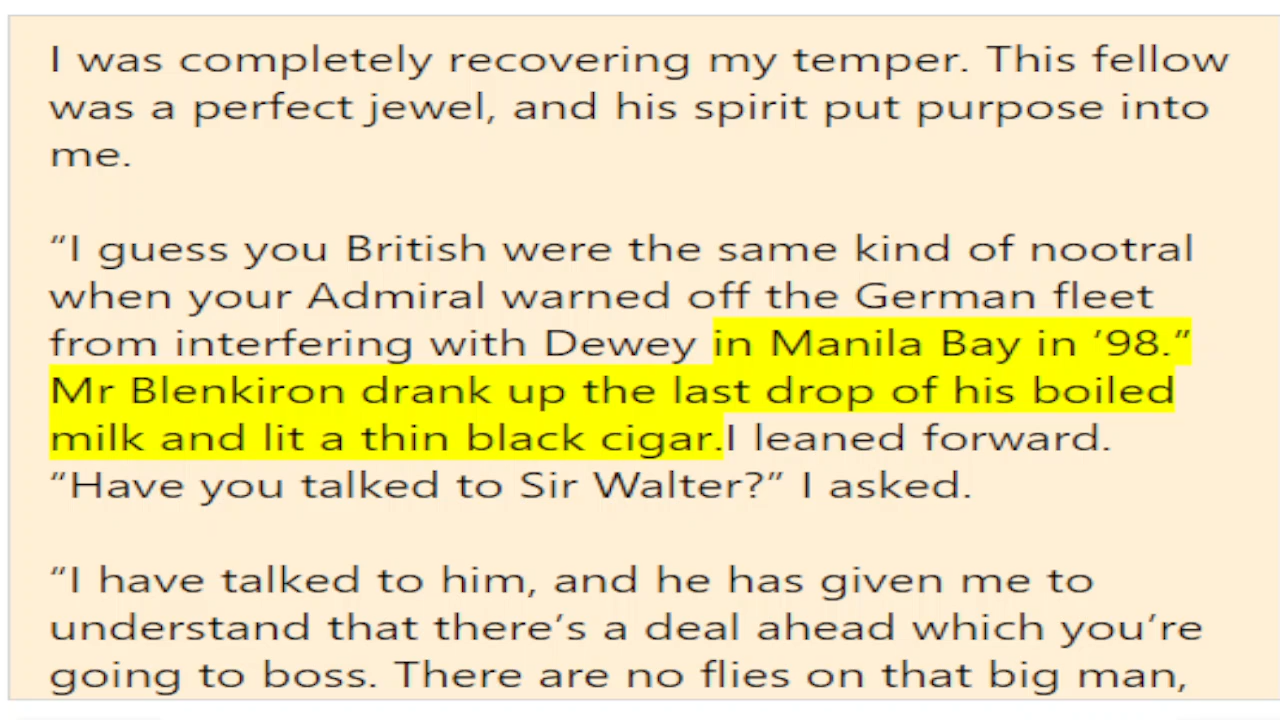 I was completely recovering my temper. This fellow
was a perfect jewel, and his spirit put purpose into
me.
“I guess you British were the same kind of nootral
when your Admiral warned off the German fleet
from interfering with Dewey in Manila Bay in ’98.”
Mr Blenkiron drank up the last drop of his boiled
milk and lit a thin black cigar.I leaned forward.
“Have you talked to Sir Walter?” I asked.
“I have talked to him, and he has given me to
understand that there’s a deal ahead which you’re
going to boss. There are no flies on that big man,